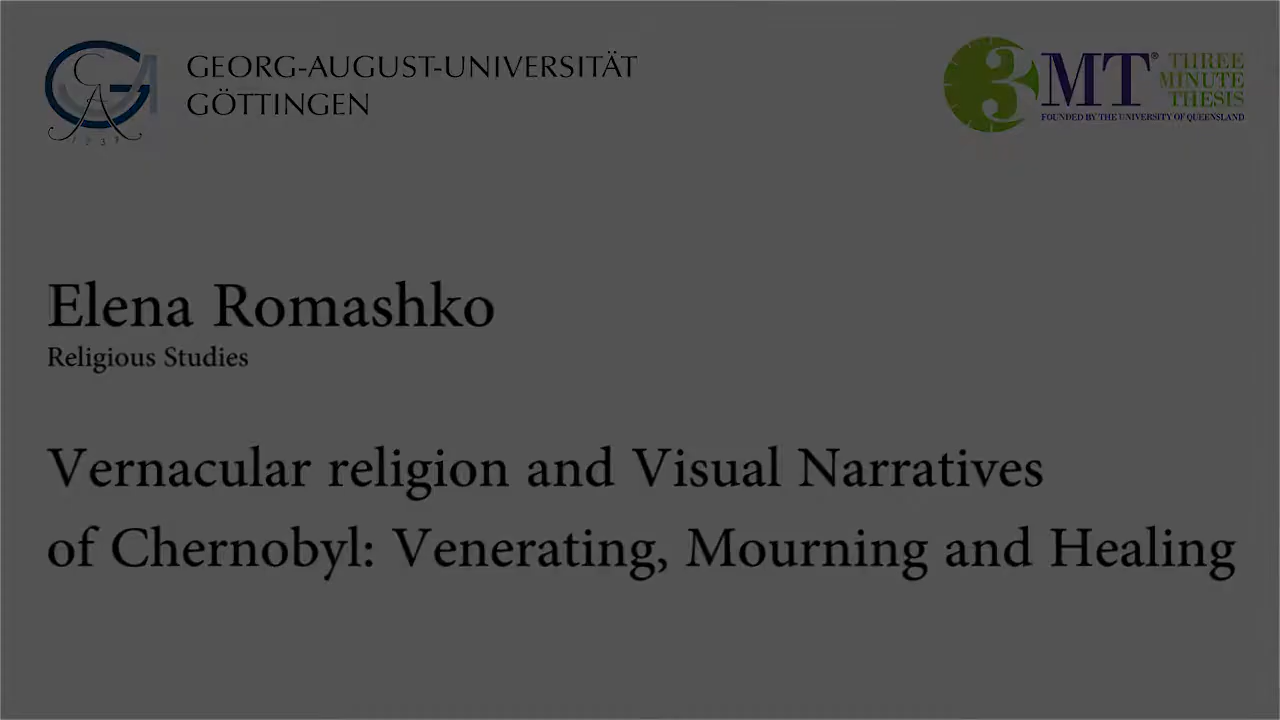 GEORG-AUGUST-UNIVERSITÄT
GÖTTINGEN
3MT® THREE
MINUTE
THESIS
FOUNDED BY THE UNIVERSITY OF QUEENSLAND
Elena Romashko
Religious Studies
Vernacular religion and Visual Narratives
of Chernobyl: Venerating, Mourning and Healing